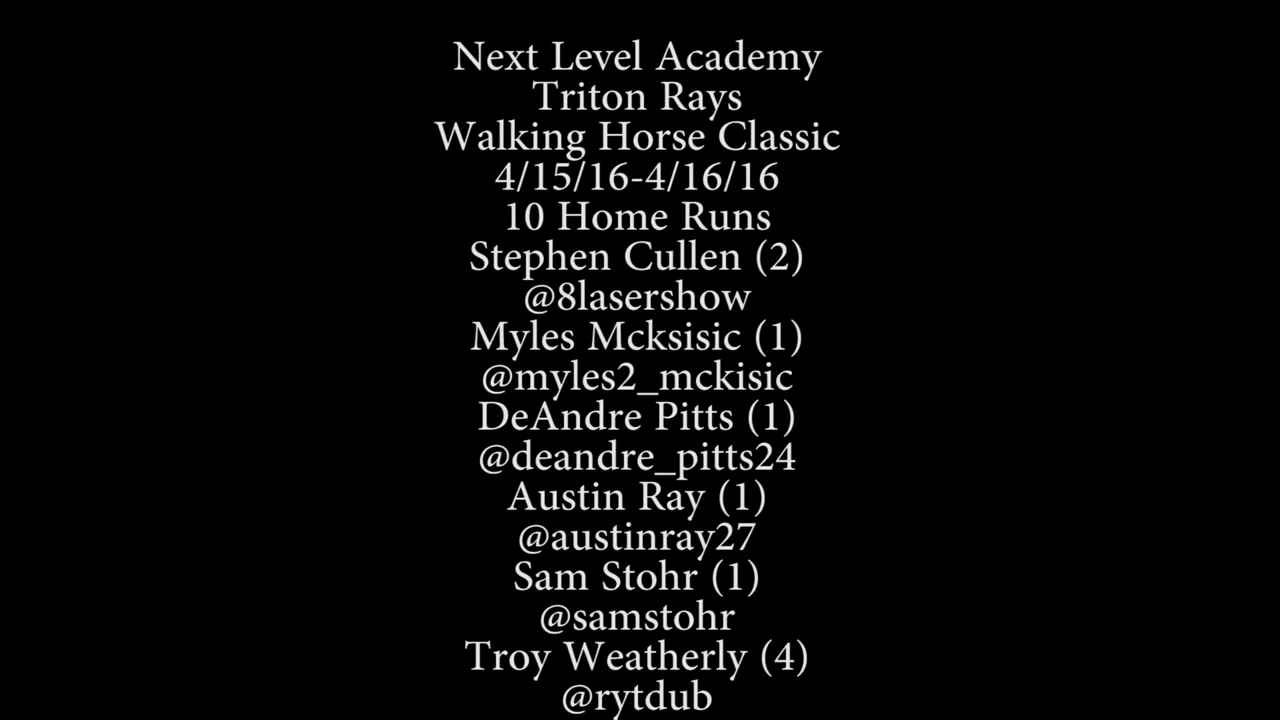 Next Level Academy
Triton Rays
Walking Horse Classic
4/15/16-4/16/16
10 Home Runs
Stephen Cullen (2)
@8lasershow
Myles Mcksisic (1)
@myles2_mckisic
DeAndre Pitts (1)
@deandre_pitts24
Austin Ray (1)
@austinray27
Sam Stohr (1)
@samstohr
Troy Weatherly (4)
@rytdub